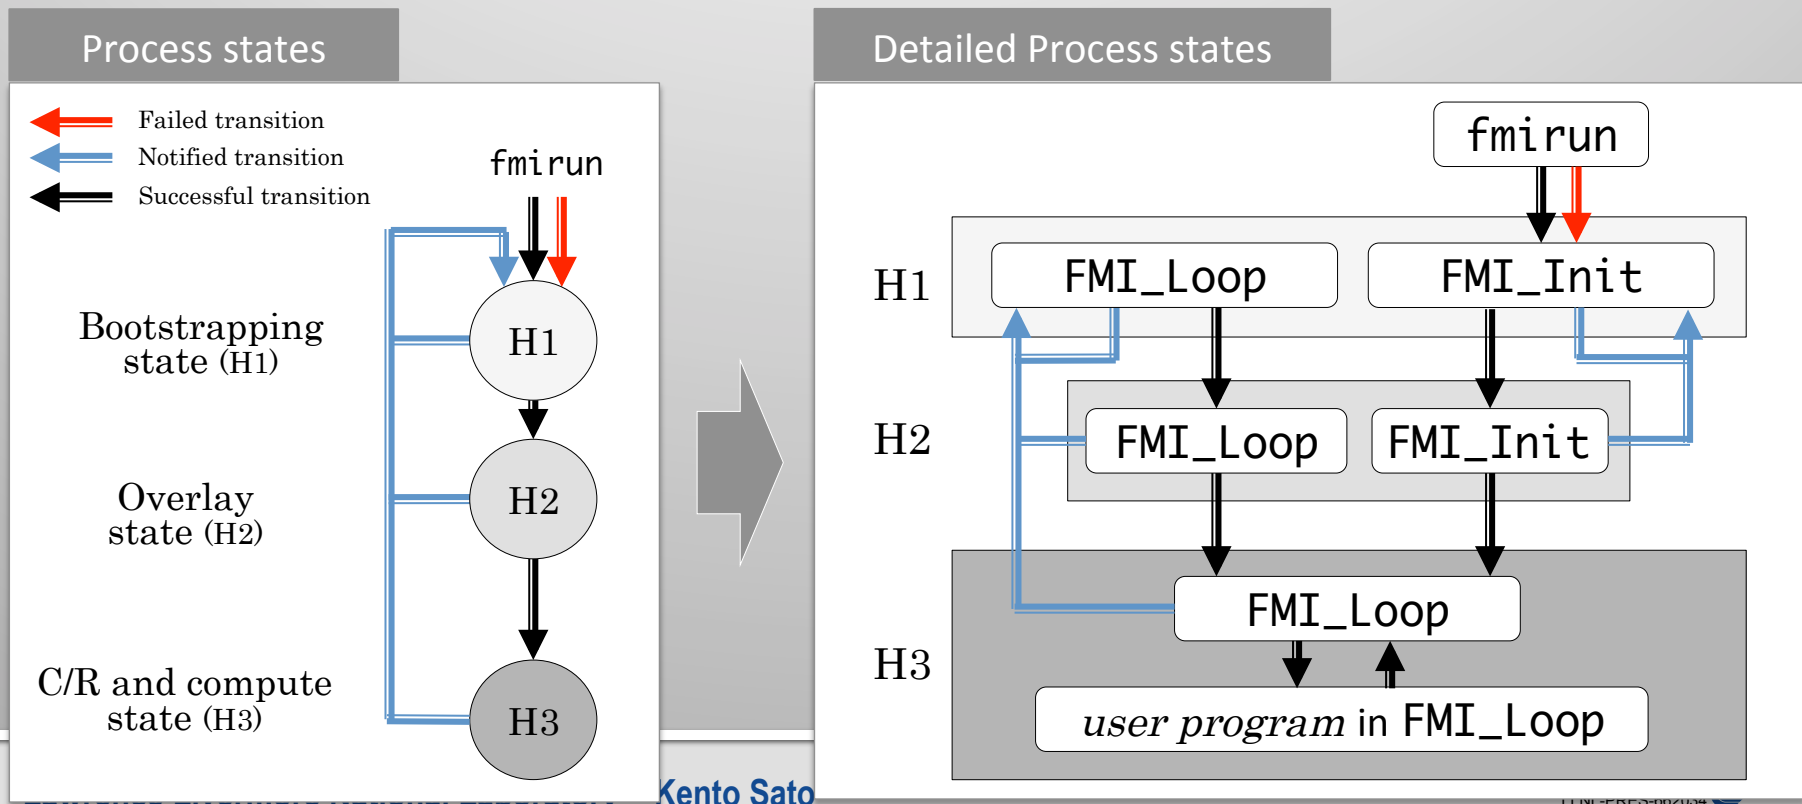 Process states
Failed transition
Notified transition
Successful transition
fmirun
Bootstrapping
state (H1)
H1
Overlay
state (H2)
H2
C/R and compute
state (H3)
H3
Detailed Process states
fmirun
H1
FMI_Loop
FMI_Init
H2
FMI_Loop
FMI_Init
H3
FMI_Loop
user program in FMI_Loop
Kento Sato